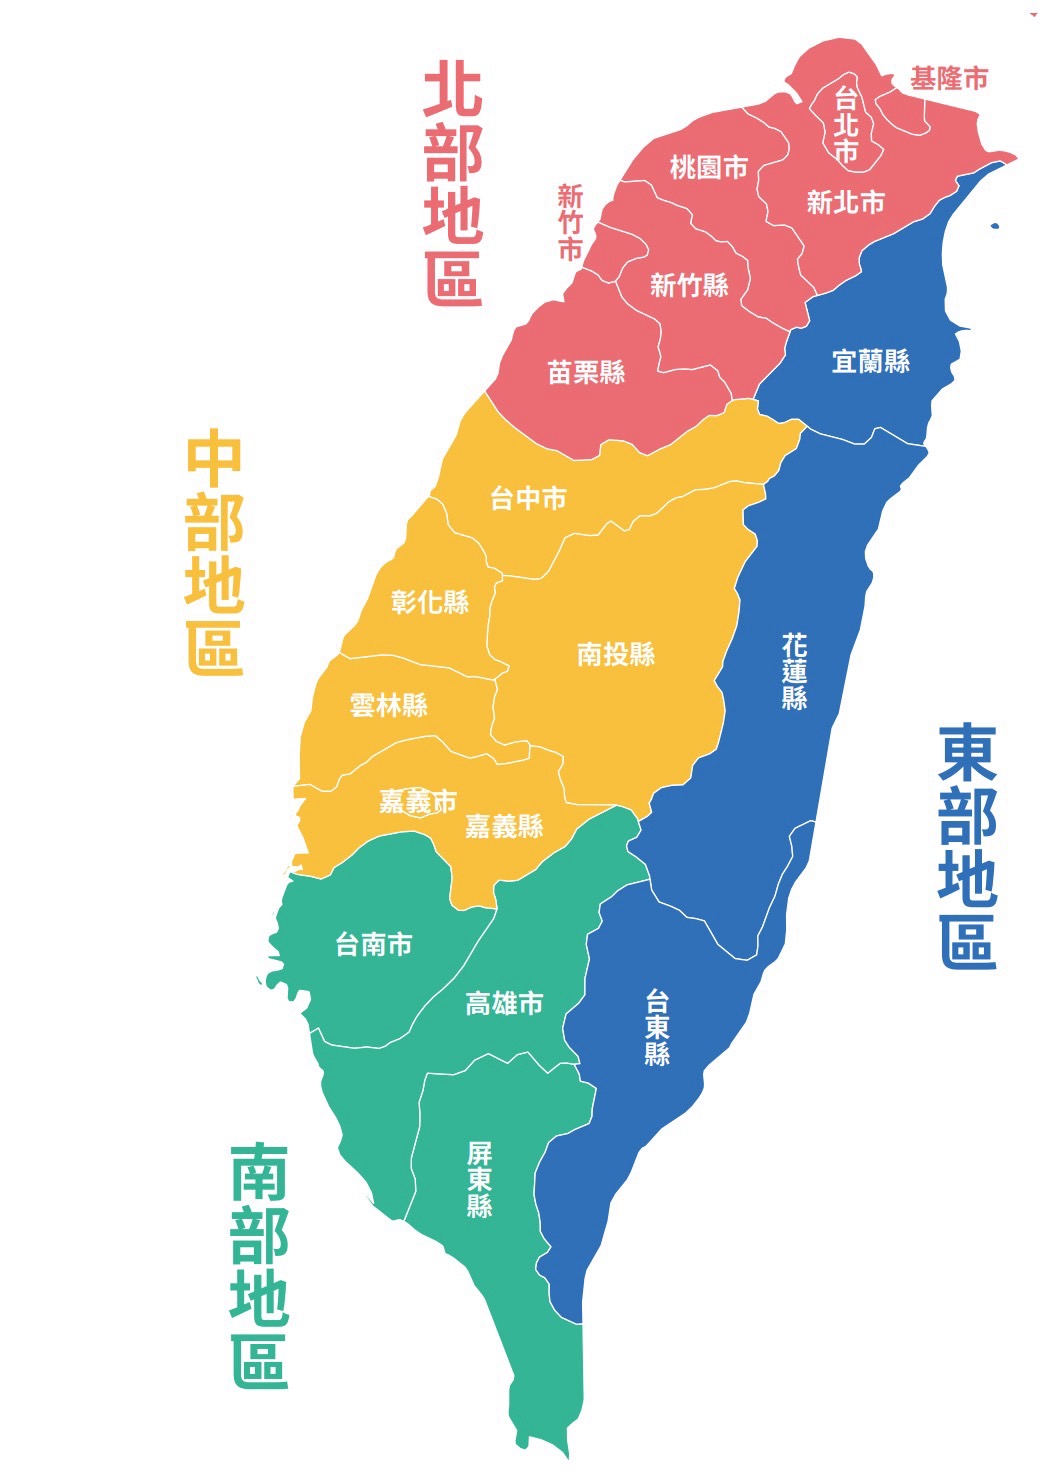 北部地區
基隆市
台北市
桃園市
新北市
新竹市
新竹縣
苗栗縣
宜蘭縣
中部地區
台中市
彰化縣
南投縣
花蓮縣
雲林縣
嘉義市
嘉義縣
東部地區
台南市
高雄市
台東縣
南部地區
屏東縣